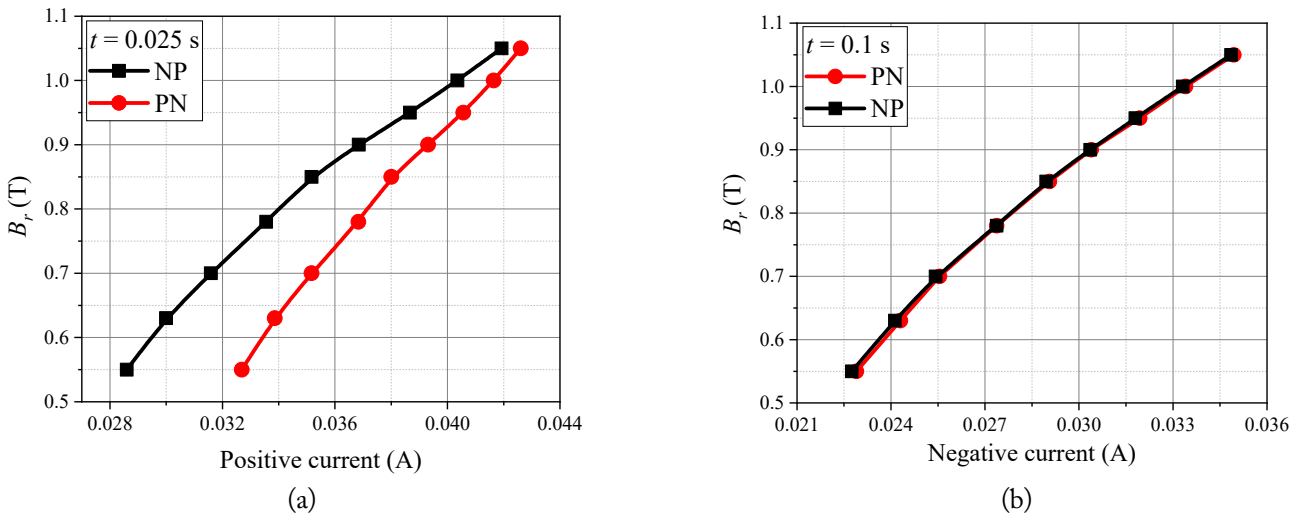 1.1
1.0
0.9
0.8
0.7
0.6
0.5
B_r (T)
t = 0.025 s
NP
PN
0.028
0.032
0.036
0.040
0.044
Positive current (A)
(a)
1.1
1.0
0.9
0.8
0.7
0.6
0.5
B_r (T)
t = 0.1 s
PN
NP
0.021
0.024
0.027
0.030
0.033
0.036
Negative current (A)
(b)